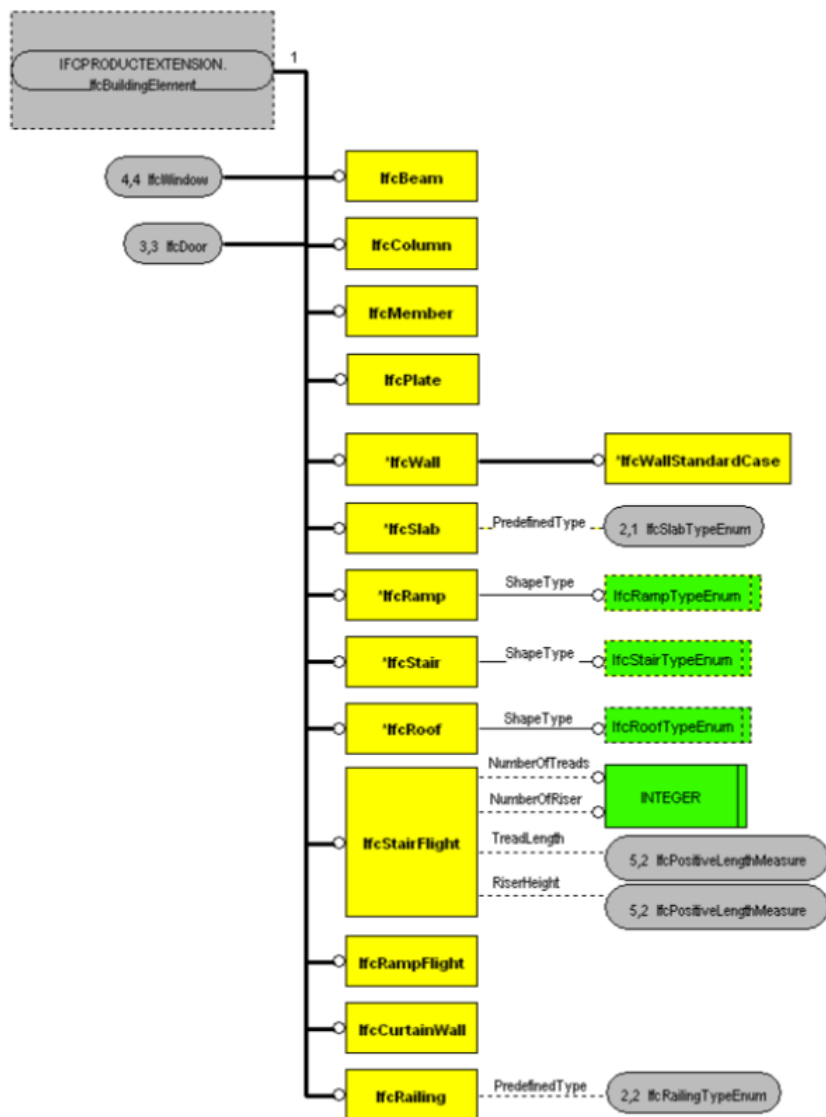 1
IFCPRODUCTEXTENSION.
IfcBuildingElement
4,4 IfcWindow
IfcBeam
3,3 IfcDoor
IfcColumn
IfcMember
IfcPlate
*IfcWall
*IfcWallStandardCase
*IfcSlab
PredefinedType
2,1 IfcSlabTypeEnum
*IfcRamp
ShapeType
IfcRampTypeEnum
*IfcStair
ShapeType
IfcStairTypeEnum
*IfcRoof
ShapeType
IfcRoofTypeEnum
IfcStairFlight
NumberOfTreads
NumberOfRiser
INTEGER
TreadLength
5,2 IfcPositiveLengthMeasure
RiserHeight
5,2 IfcPositiveLengthMeasure
IfcRampFlight
IfcCurtainWall
IfcRailing
PredefinedType
2,2 IfcRailingTypeEnum